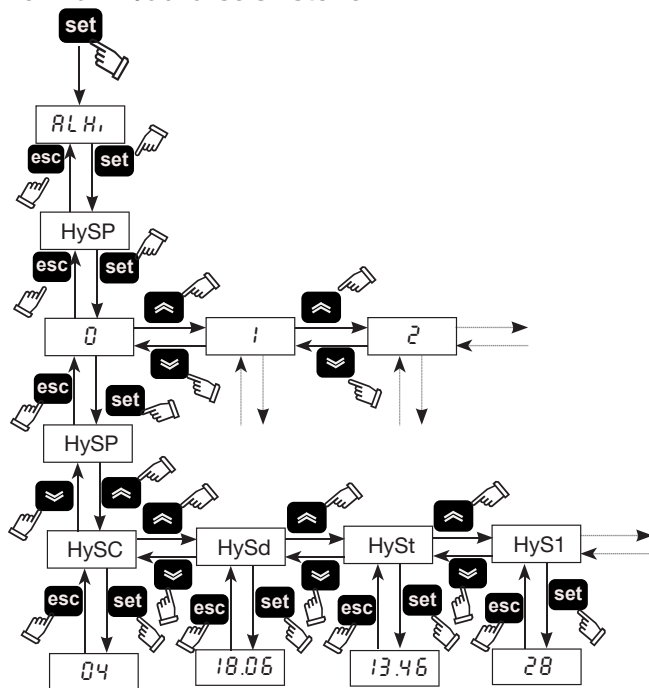 set
ALHi
esc set
HySP
esc set
0 1 2
esc set
HySP
HySC HySd HySt HyS1
esc set esc set esc set esc set
04 18.06 13.46 28